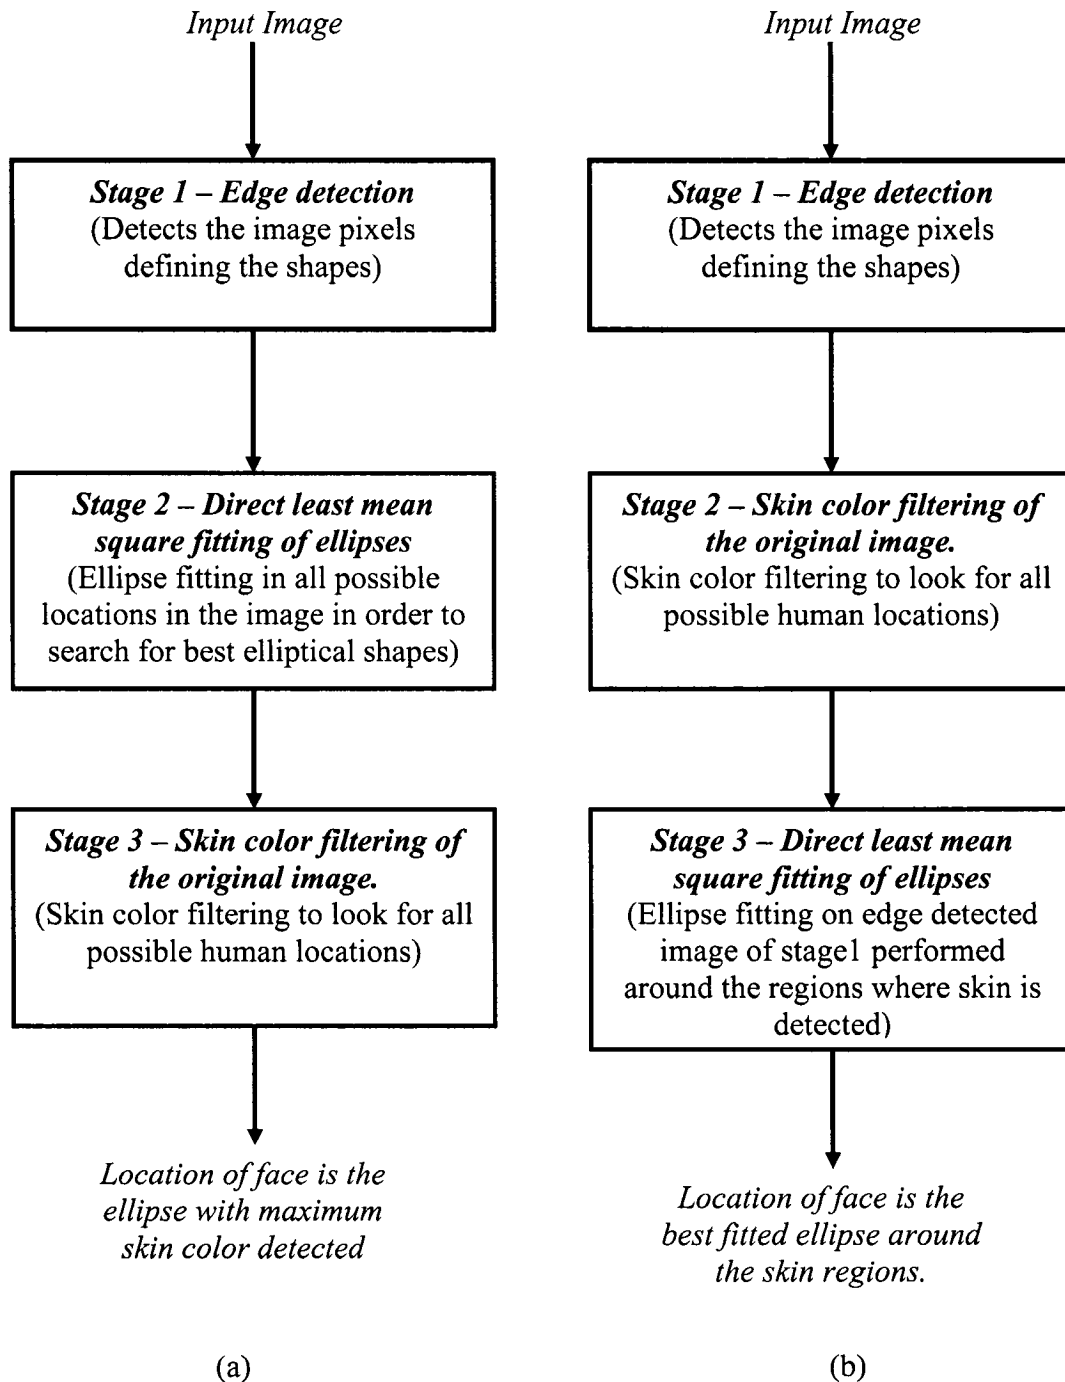 Input Image
Stage 1 – Edge detection
(Detects the image pixels
defining the shapes)
Stage 2 – Direct least mean
square fitting of ellipses
(Ellipse fitting in all possible
locations in the image in order to
search for best elliptical shapes)
Stage 3 – Skin color filtering of
the original image.
(Skin color filtering to look for all
possible human locations)
Location of face is the
ellipse with maximum
skin color detected
(a)
Input Image
Stage 1 – Edge detection
(Detects the image pixels
defining the shapes)
Stage 2 – Skin color filtering of
the original image.
(Skin color filtering to look for all
possible human locations)
Stage 3 – Direct least mean
square fitting of ellipses
(Ellipse fitting on edge detected
image of stage1 performed
around the regions where skin is
detected)
Location of face is the
best fitted ellipse around
the skin regions.
(b)